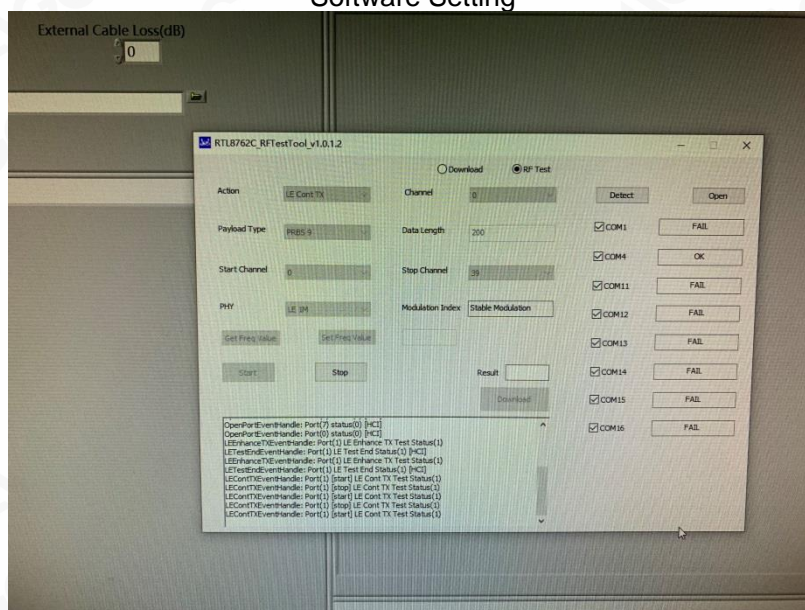 Software Setting
External Cable Loss(dB)
0
RTL8762C_RFTestTool_v1.0.1.2
Download RF Test
Action LE Cont TX Channel 0 Detect Open
Payload Type PRBS 9 Data Length 200 COM1 FAIL
COM4 OK
Start Channel 0 Stop Channel 39 COM11 FAIL
PHY LE 1M Modulation Index Stable Modulation COM12 FAIL
Get Freq Value Set Freq Value COM13 FAIL
Start Stop Result COM14 FAIL
Download COM15 FAIL
COM16 FAIL
OpenPortEventHandle: Port(7) status(0) [HCI]
OpenPortEventHandle: Port(0) status(0) [HCI]
LEEnhanceTXEventHandle: Port(1) LE Enhance TX Test Status(1)
LETestEndEventHandle: Port(1) LE Test End Status(1) [HCI]
LEEnhanceTXEventHandle: Port(1) LE Enhance TX Test Status(1)
LETestEndEventHandle: Port(1) LE Test End Status(1) [HCI]
LEContTXEventHandle: Port(1) [start] LE Cont TX Test Status(1)
LEContTXEventHandle: Port(1) [stop] LE Cont TX Test Status(1)
LEContTXEventHandle: Port(1) [start] LE Cont TX Test Status(1)
LEContTXEventHandle: Port(1) [stop] LE Cont TX Test Status(1)
LEContTXEventHandle: Port(1) [start] LE Cont TX Test Status(1)